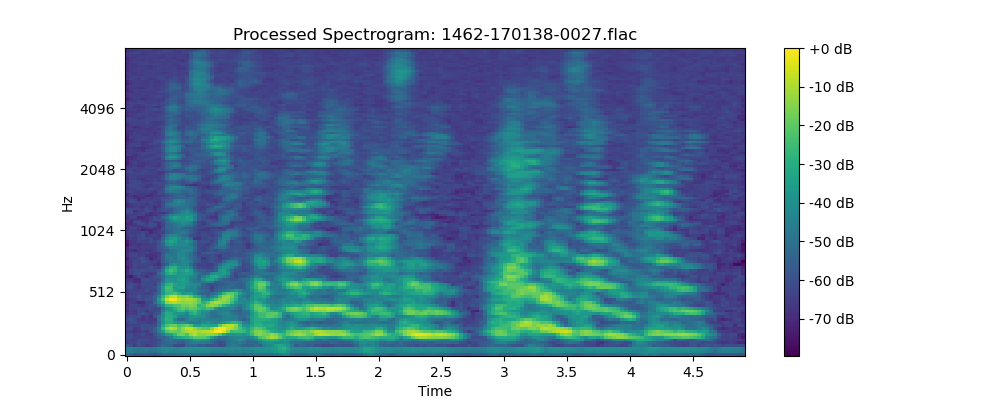 Processed Spectrogram: 1462-170138-0027.flac
+0 dB
-10 dB
-20 dB
-30 dB
-40 dB
-50 dB
-60 dB
-70 dB
4096
2048
1024
512
0
Hz
0 0.5 1 1.5 2 2.5 3 3.5 4 4.5
Time